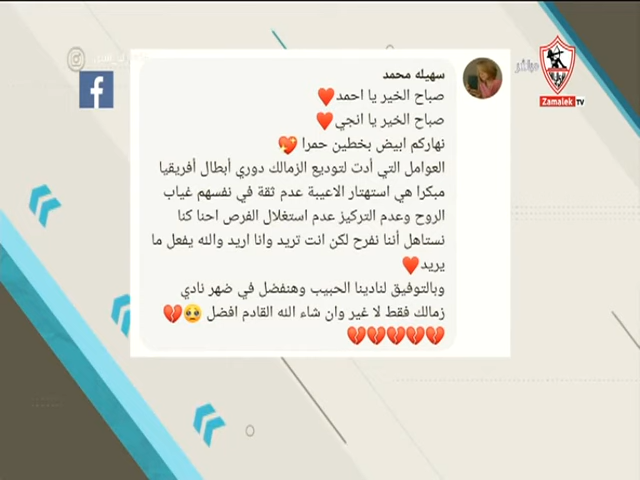 مباشر
Zamalek TV
سهيله محمد
صباح الخير يا احمد❤️
صباح الخير يا انجي❤️
نهاركم ابيض بخطين حمرا 💖
العوامل التي أدت لتوديع الزمالك دوري أبطال أفريقيا
مبكرا هي استهتار الاعيبة عدم ثقة في نفسهم غياب
الروح وعدم التركيز عدم استغلال الفرص احنا كنا
نستاهل أننا نفرح لكن انت تريد وانا اريد والله يفعل ما
يريد❤️
وبالتوفيق لنادينا الحبيب وهنفضل في ضهر نادي
زمالك فقط لا غير وان شاء الله القادم افضل 🥺💔
💔💔💔💔💔